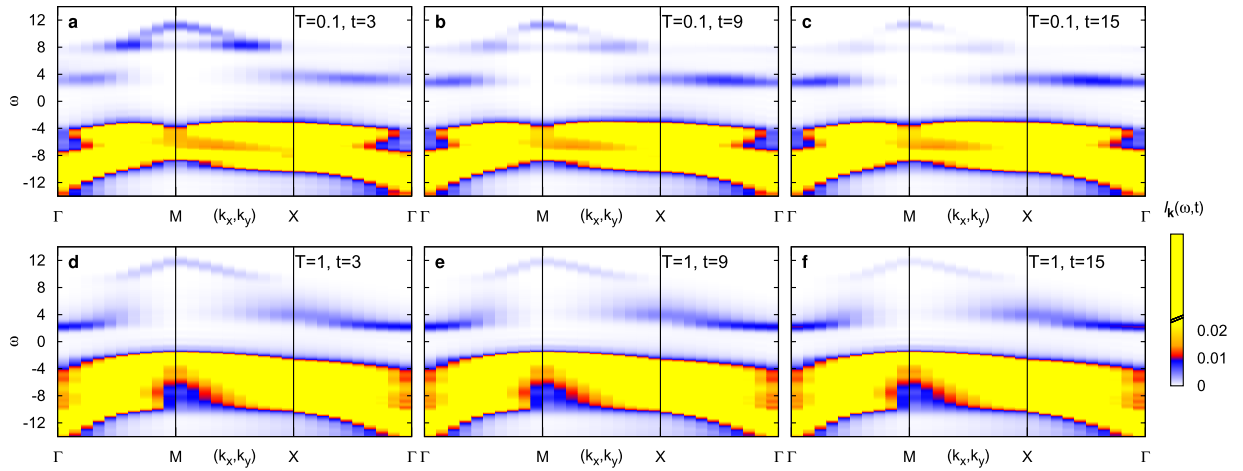 a T=0.1, t=3
b T=0.1, t=9
c T=0.1, t=15
12
8
4
0
-4
-8
-12
ω
Γ M (kx,ky) X Γ
Γ M (kx,ky) X Γ
Γ M (kx,ky) X Γ
d T=1, t=3
e T=1, t=9
f T=1, t=15
12
8
4
0
-4
-8
-12
ω
Γ M (kx,ky) X Γ
Γ M (kx,ky) X Γ
Γ M (kx,ky) X Γ
Ik(ω,t)
0.02
0.01
0